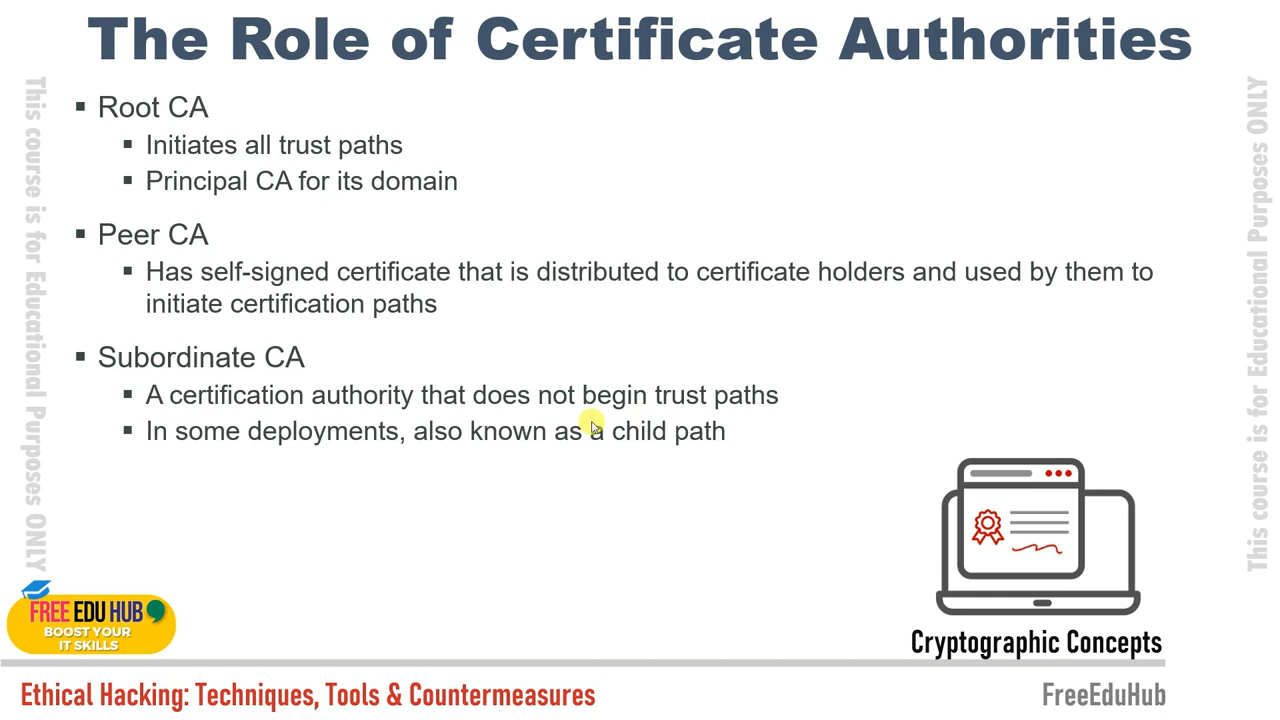 The Role of Certificate Authorities
▪ Root CA
▪ Initiates all trust paths
▪ Principal CA for its domain
▪ Peer CA
▪ Has self-signed certificate that is distributed to certificate holders and used by them to
initiate certification paths
▪ Subordinate CA
▪ A certification authority that does not begin trust paths
▪ In some deployments, also known as a child path
This course is for Educational Purposes ONLY
This course is for Educational Purposes ONLY
FREE EDU HUB
BOOST YOUR
IT SKILLS
Cryptographic Concepts
Ethical Hacking: Techniques, Tools & Countermeasures
FreeEduHub